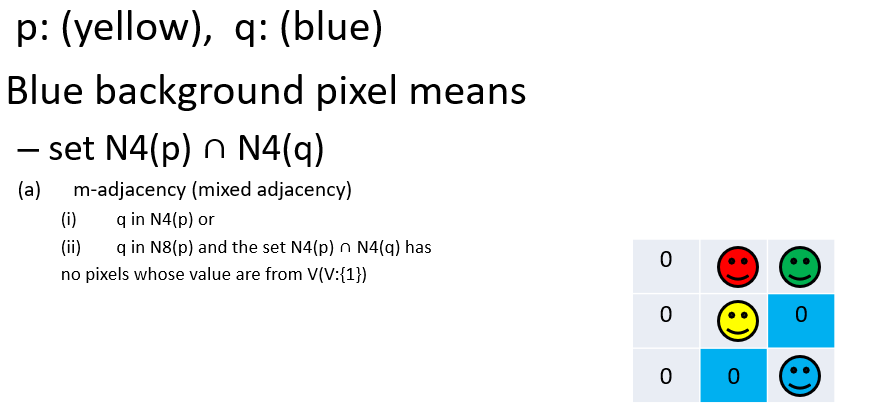 p: (yellow), q: (blue)
Blue background pixel means
– set N4(p) ∩ N4(q)
(a) m-adjacency (mixed adjacency)
(i) q in N4(p) or
(ii) q in N8(p) and the set N4(p) ∩ N4(q) has
no pixels whose value are from V(V:{1})
0
0 0
0 0